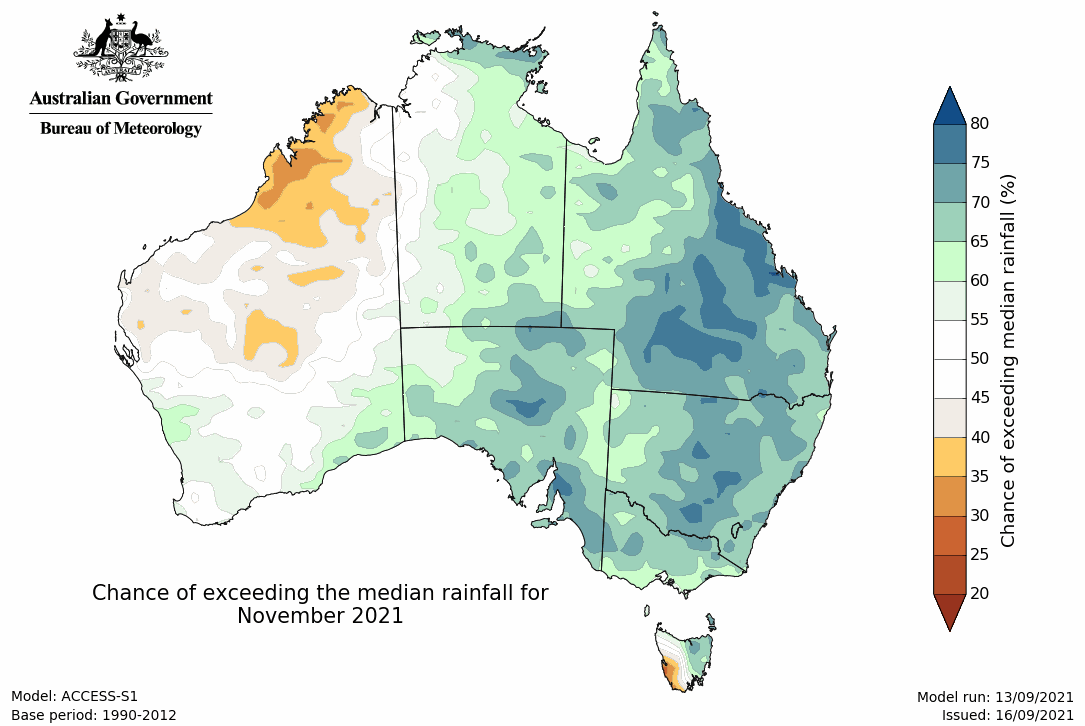 Australian Government
Bureau of Meteorology
80
75
70
65
60
55
50
45
40
35
30
25
20
Chance of exceeding median rainfall (%)
Chance of exceeding the median rainfall for
November 2021
Model: ACCESS-S1
Base period: 1990-2012
Model run: 13/09/2021
Issued: 16/09/2021